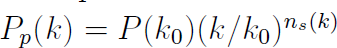 P_p(k) = P(k_0)(k/k_0)^{n_s(k)}